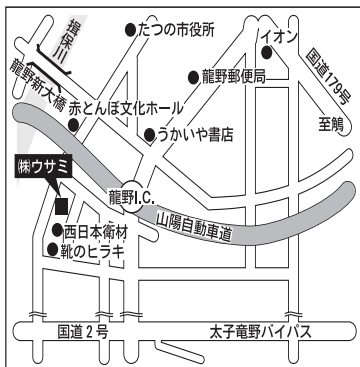 揖保川
龍野新大橋
たつの市役所
イオン
国道179号
龍野郵便局
至鵤
赤とんぼ文化ホール
うかいや書店
㈱ウサミ
龍野I.C.
山陽自動車道
西日本衛材
靴のヒラキ
国道2号
太子竜野バイパス